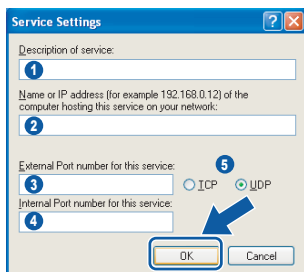 Service Settings
Description of service:
1
Name or IP address (for example 192.168.0.12) of the
computer hosting this service on your network:
2
External Port number for this service:
5
3
TCP
UDP
Internal Port number for this service:
4
OK
Cancel